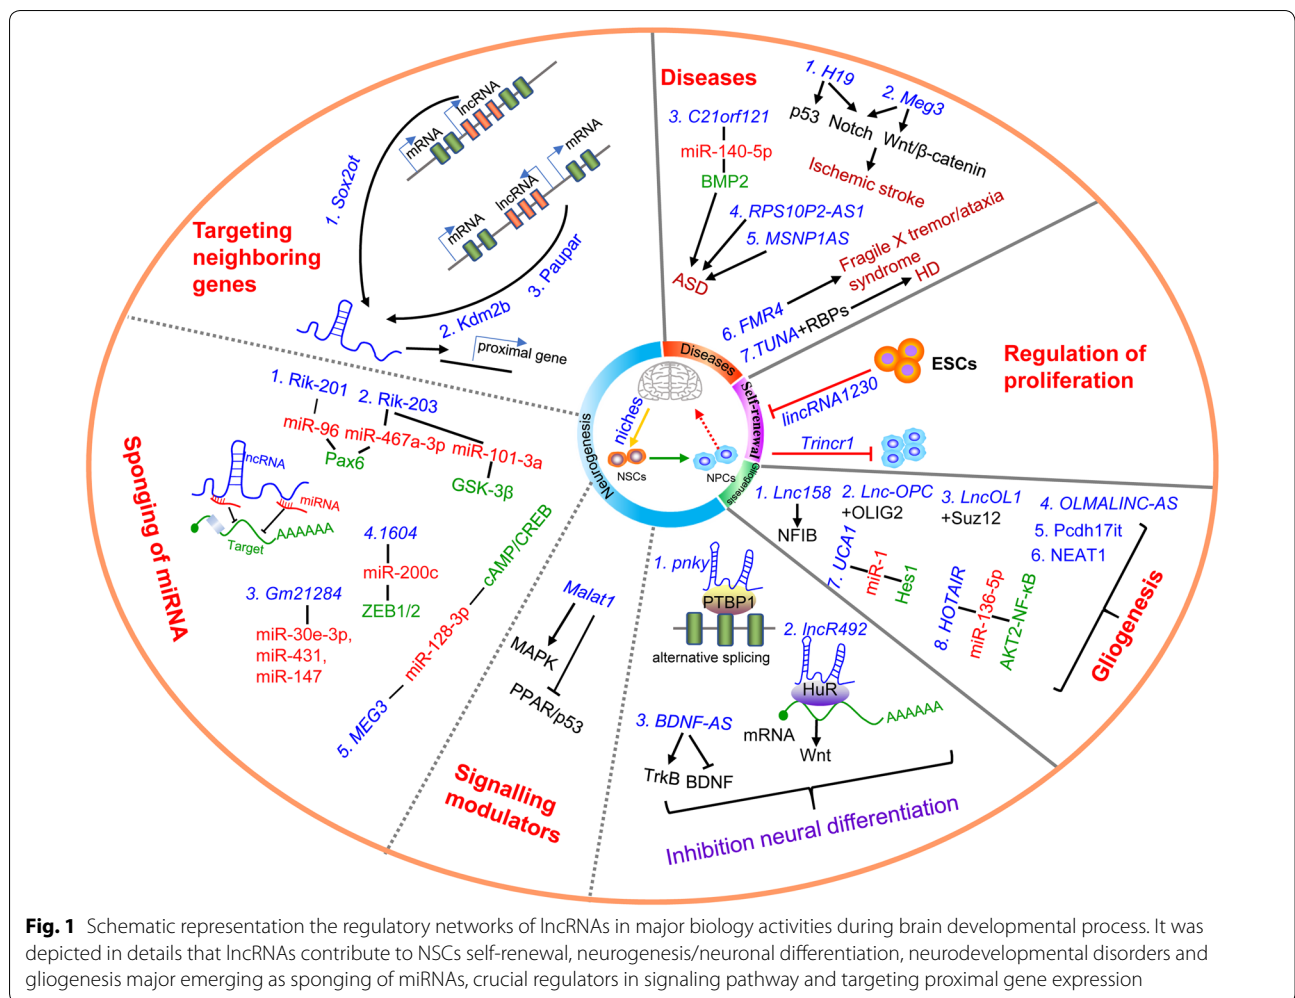 Diseases
1. H19
2. Meg3
p53
Notch
Wnt/β-catenin
Ischemic stroke
3. C21orf121
miR-140-5p
BMP2
4. RPS10P2-AS1
5. MSNP1AS
ASD
6. FMR4
Fragile X tremor/ataxia
syndrome
7.TUNA+RBPs
HD
Targeting
neighboring
genes
mRNA
lncRNA
1. Sox2ot
mRNA
lncRNA
mRNA
3. Paupar
2. Kdm2b
proximal gene
Regulation of
proliferation
ESCs
lincRNA1230
Trincr1
Diseases
Self-renewal
Gliogenesis
Neurogenesis
niches
NSCs
NPCs
Sponging of miRNA
1. Rik-201
2. Rik-203
miR-96
miR-467a-3p
miR-101-3a
Pax6
GSK-3β
lncRNA
miRNA
Target
AAAAAA
4.1604
miR-200c
ZEB1/2
3. Gm21284
miR-30e-3p,
miR-431,
miR-147
cAMP/CREB
miR-128-3p
5. MEG3
Signalling
modulators
Malat1
MAPK
PPAR/p53
1. pnky
PTBP1
alternative splicing
2. lncR492
HuR
AAAAAA
mRNA
Wnt
3. BDNF-AS
TrkB
BDNF
Inhibition neural differentiation
Gliogenesis
1. Lnc158
NFIB
2. Lnc-OPC
+OLIG2
3. LncOL1
+Suz12
4. OLMALINC-AS
5. Pcdh17it
6. NEAT1
7. UCA1
miR-1
Hes1
8. HOTAIR
miR-136-5p
AKT2-NF-κB
Fig. 1 Schematic representation the regulatory networks of lncRNAs in major biology activities during brain developmental process. It was
depicted in details that lncRNAs contribute to NSCs self-renewal, neurogenesis/neuronal differentiation, neurodevelopmental disorders and
gliogenesis major emerging as sponging of miRNAs, crucial regulators in signaling pathway and targeting proximal gene expression